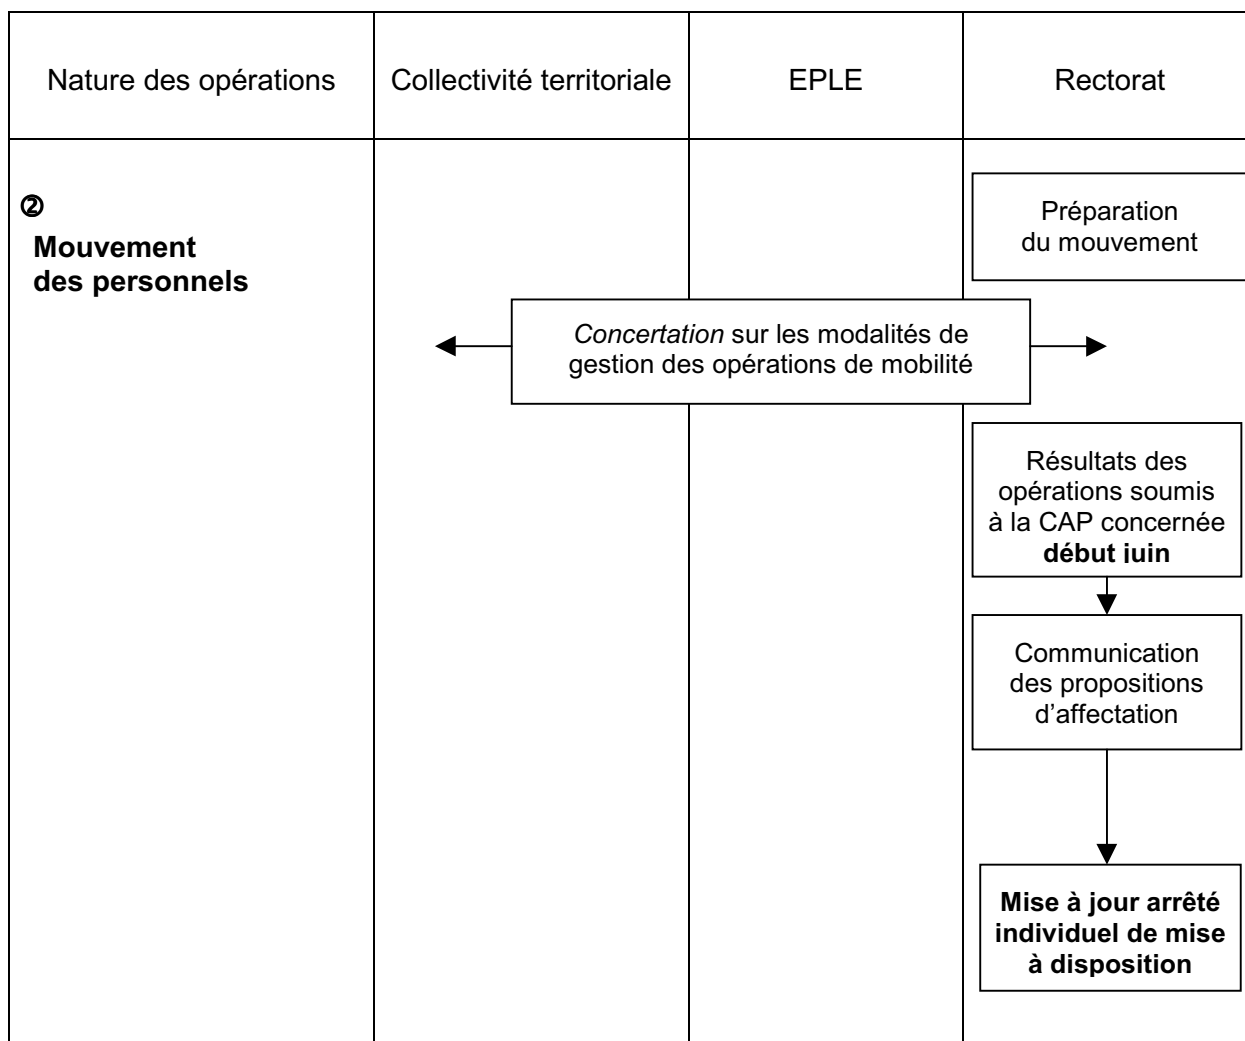 Nature des opérations
Collectivité territoriale
EPLE
Rectorat
②
Mouvement
des personnels
Préparation
du mouvement
Concertation sur les modalités de
gestion des opérations de mobilité
Résultats des
opérations soumis
à la CAP concernée
début juin
Communication
des propositions
d’affectation
Mise à jour arrêté
individuel de mise
à disposition